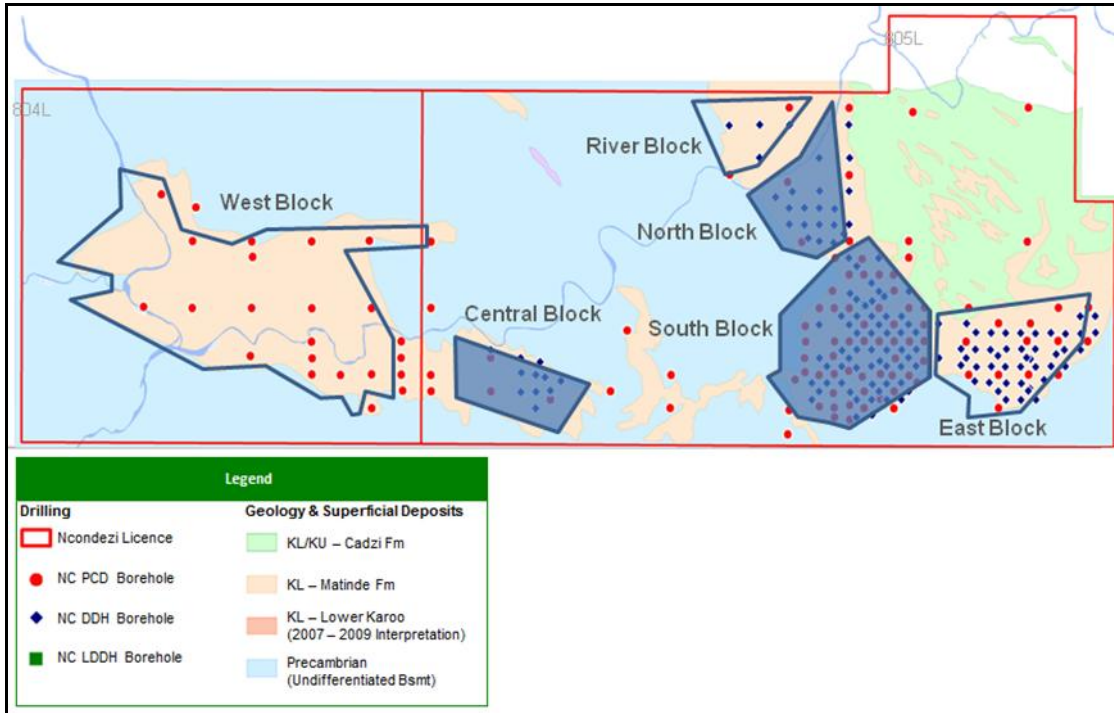 805L
804L
River Block
West Block
North Block
Central Block
South Block
East Block
Legend
Drilling
Geology & Superficial Deposits
Ncondezi Licence
KL/KU – Cadzi Fm
NC PCD Borehole
KL – Matinde Fm
NC DDH Borehole
KL – Lower Karoo
(2007 – 2009 Interpretation)
NC LDDH Borehole
Precambrian
(Undifferentiated Bsmt)